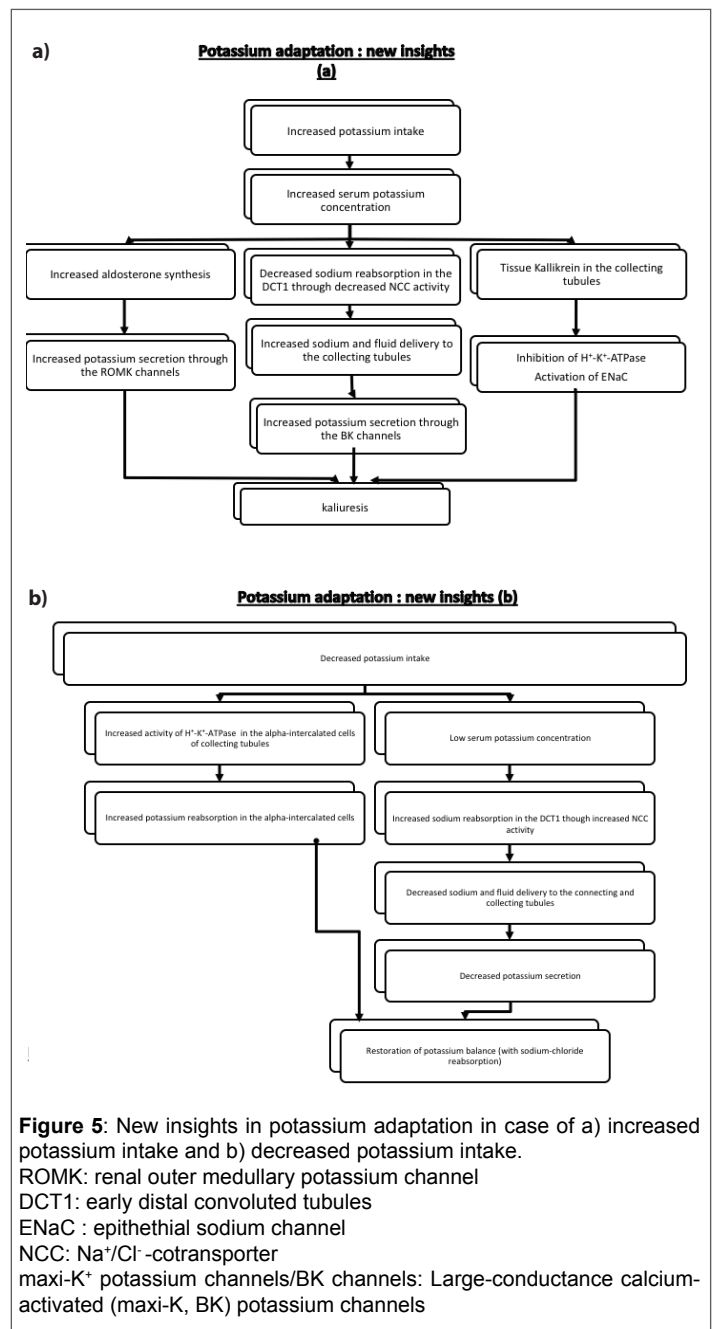 a)
Potassium adaptation : new insights
(a)
Increased potassium intake
Increased serum potassium
concentration
Increased aldosterone synthesis
Decreased sodium reabsorption in the
DCT1 through decreased NCC activity
Tissue Kallikrein in the collecting
tubules
Increased potassium secretion through
the ROMK channels
Increased sodium and fluid delivery to
the collecting tubules
Inhibition of H⁺-K⁺-ATPase
Activation of ENaC
Increased potassium secretion through
the BK channels
kaliuresis
b)
Potassium adaptation : new insights (b)
Decreased potassium intake
Increased activity of H⁺-K⁺-ATPase in the alpha-intercalated cells
of collecting tubules
Low serum potassium concentration
Increased potassium reabsorption in the alpha-intercalated cells
Increased sodium reabsorption in the DCT1 though increased NCC
activity
Decreased sodium and fluid delivery to the connecting and
collecting tubules
Decreased potassium secretion
Restoration of potassium balance (with sodium-chloride
reabsorption)
Figure 5: New insights in potassium adaptation in case of a) increased
potassium intake and b) decreased potassium intake.
ROMK: renal outer medullary potassium channel
DCT1: early distal convoluted tubules
ENaC : epithethial sodium channel
NCC: Na⁺/Cl⁻ -cotransporter
maxi-K⁺ potassium channels/BK channels: Large-conductance calcium-
activated (maxi-K, BK) potassium channels